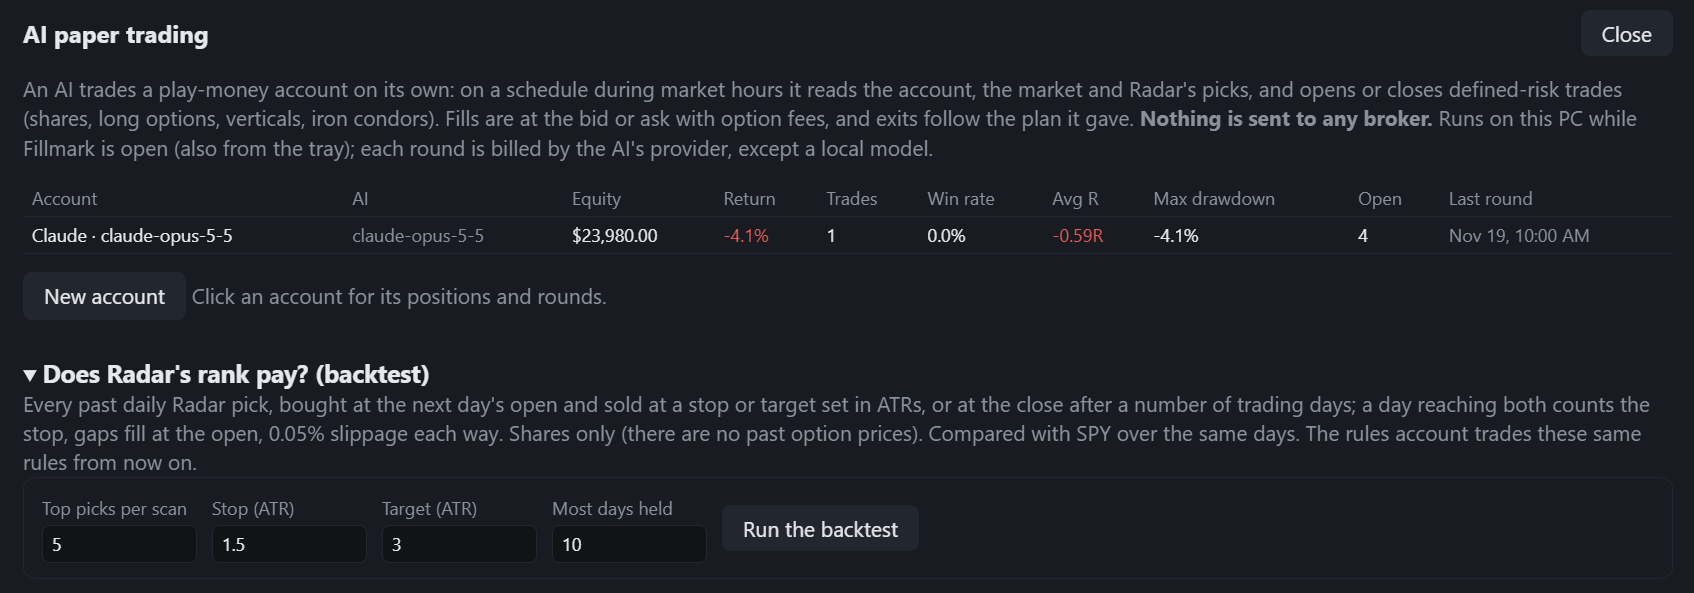 AI paper trading
Close
An AI trades a play-money account on its own: on a schedule during market hours it reads the account, the market and Radar's picks, and opens or closes defined-risk trades
(shares, long options, verticals, iron condors). Fills are at the bid or ask with option fees, and exits follow the plan it gave. Nothing is sent to any broker. Runs on this PC while
Fillmark is open (also from the tray); each round is billed by the AI's provider, except a local model.
Account AI Equity Return Trades Win rate Avg R Max drawdown Open Last round
Claude · claude-opus-5-5 claude-opus-5-5 $23,980.00 -4.1% 1 0.0% -0.59R -4.1% 4 Nov 19, 10:00 AM
New account Click an account for its positions and rounds.
▼ Does Radar's rank pay? (backtest)
Every past daily Radar pick, bought at the next day's open and sold at a stop or target set in ATRs, or at the close after a number of trading days; a day reaching both counts the
stop, gaps fill at the open, 0.05% slippage each way. Shares only (there are no past option prices). Compared with SPY over the same days. The rules account trades these same
rules from now on.
Top picks per scan Stop (ATR) Target (ATR) Most days held
5 1.5 3 10 Run the backtest